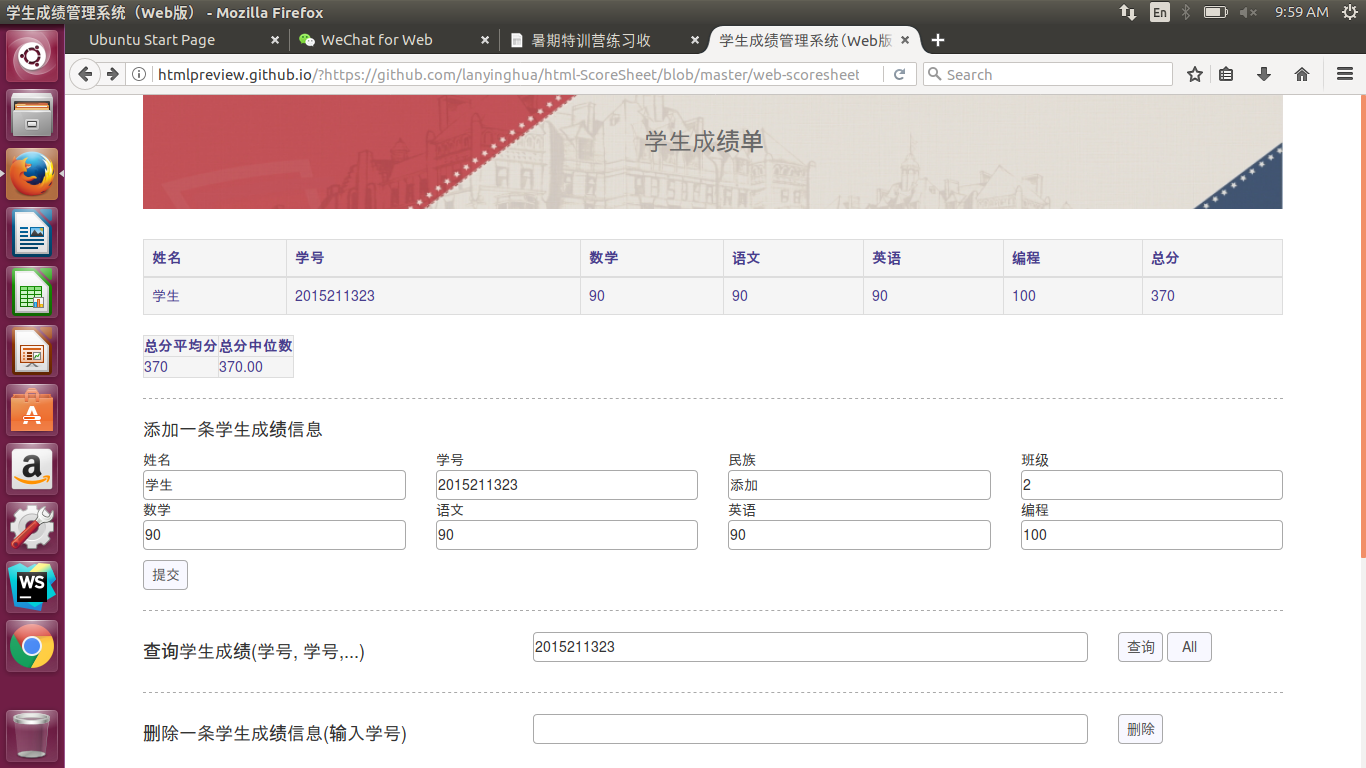 学生成绩管理系统（Web版） - Mozilla Firefox
En
9:59 AM
Ubuntu Start Page
WeChat for Web
暑期特训营练习收
学生成绩管理系统（Web版
htmlpreview.github.io/?https://github.com/lanyinghua/html-ScoreSheet/blob/master/web-scoresheet
Search
学生成绩单
姓名 学号 数学 语文 英语 编程 总分
学生 2015211323 90 90 90 100 370
总分平均分 总分中位数
370 370.00
添加一条学生成绩信息
姓名 学号 民族 班级
学生 2015211323 添加 2
数学 语文 英语 编程
90 90 90 100
提交
查询学生成绩(学号, 学号,...) 2015211323 查询 All
删除一条学生成绩信息(输入学号) 删除
WS
a